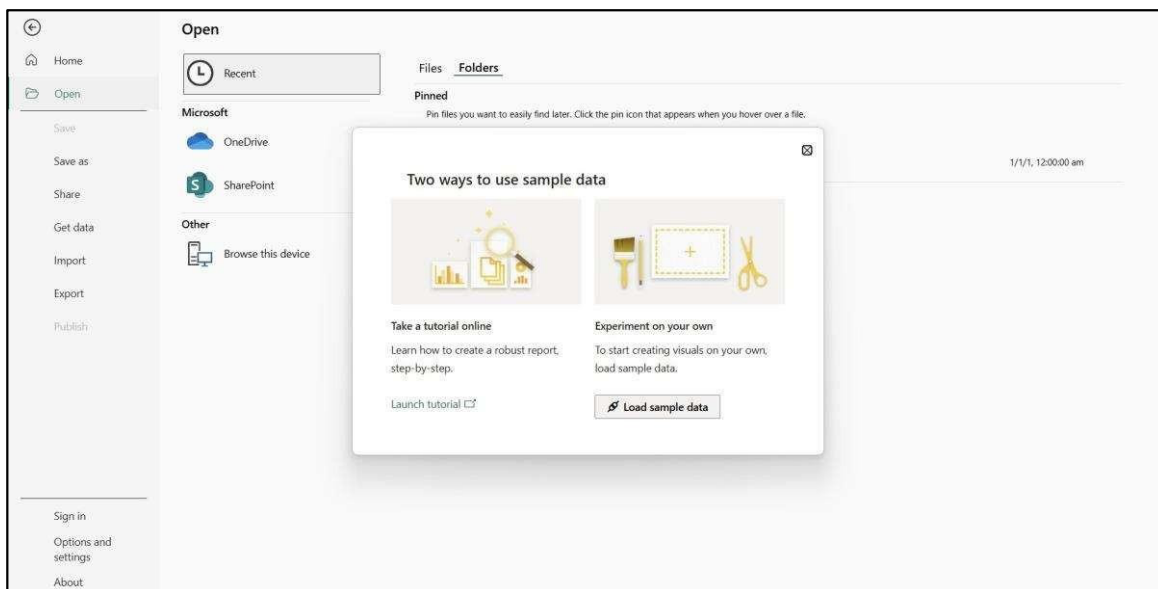 Open
Home
Open
Save
Save as
Share
Get data
Import
Export
Publish
Sign in
Options and
settings
About
Recent
Microsoft
OneDrive
SharePoint
Other
Browse this device
Files Folders
Pinned
Pin files you want to easily find later. Click the pin icon that appears when you hover over a file.
1/1/1, 12:00:00 am
Two ways to use sample data
Take a tutorial online
Learn how to create a robust report,
step-by-step.
Launch tutorial
Experiment on your own
To start creating visuals on your own,
load sample data.
Load sample data